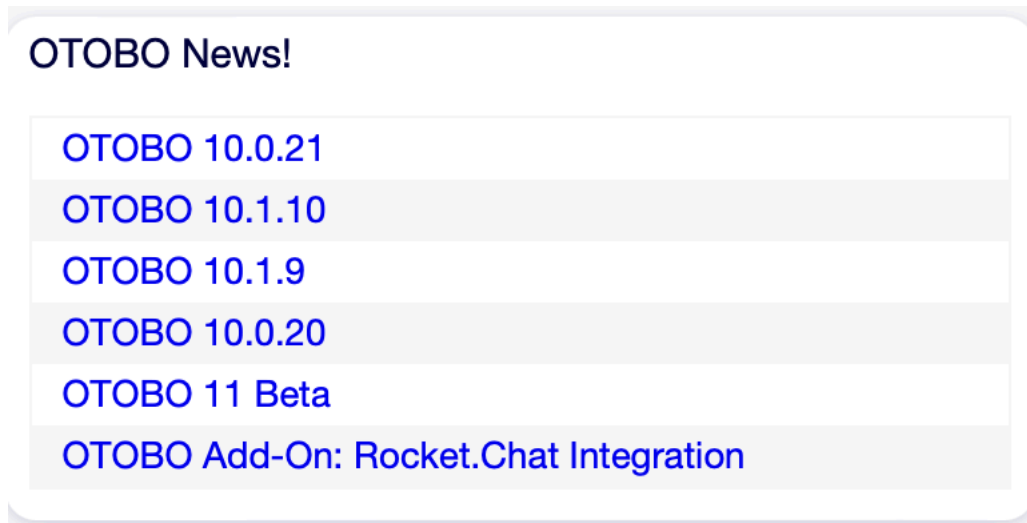 OTOBO News!
OTOBO 10.0.21
OTOBO 10.1.10
OTOBO 10.1.9
OTOBO 10.0.20
OTOBO 11 Beta
OTOBO Add-On: Rocket.Chat Integration